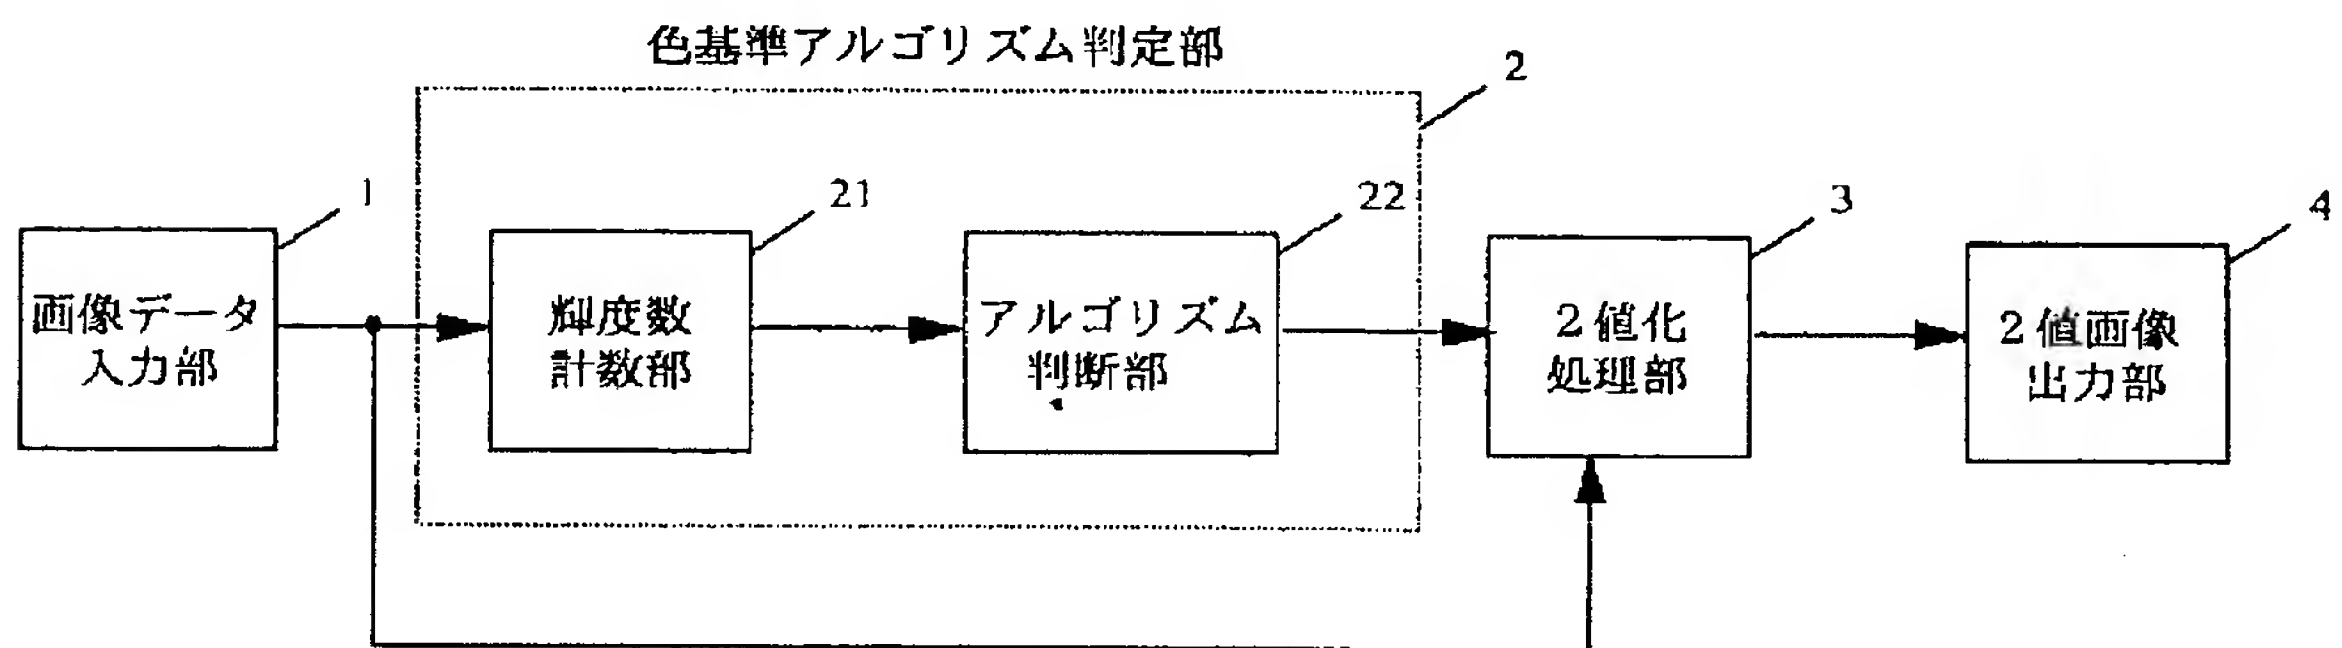 色基準アルゴリズム判定部
2
1
21
22
3
4
画像データ
入力部
輝度数
計数部
アルゴリズム
判断部
2値化
処理部
2値画像
出力部